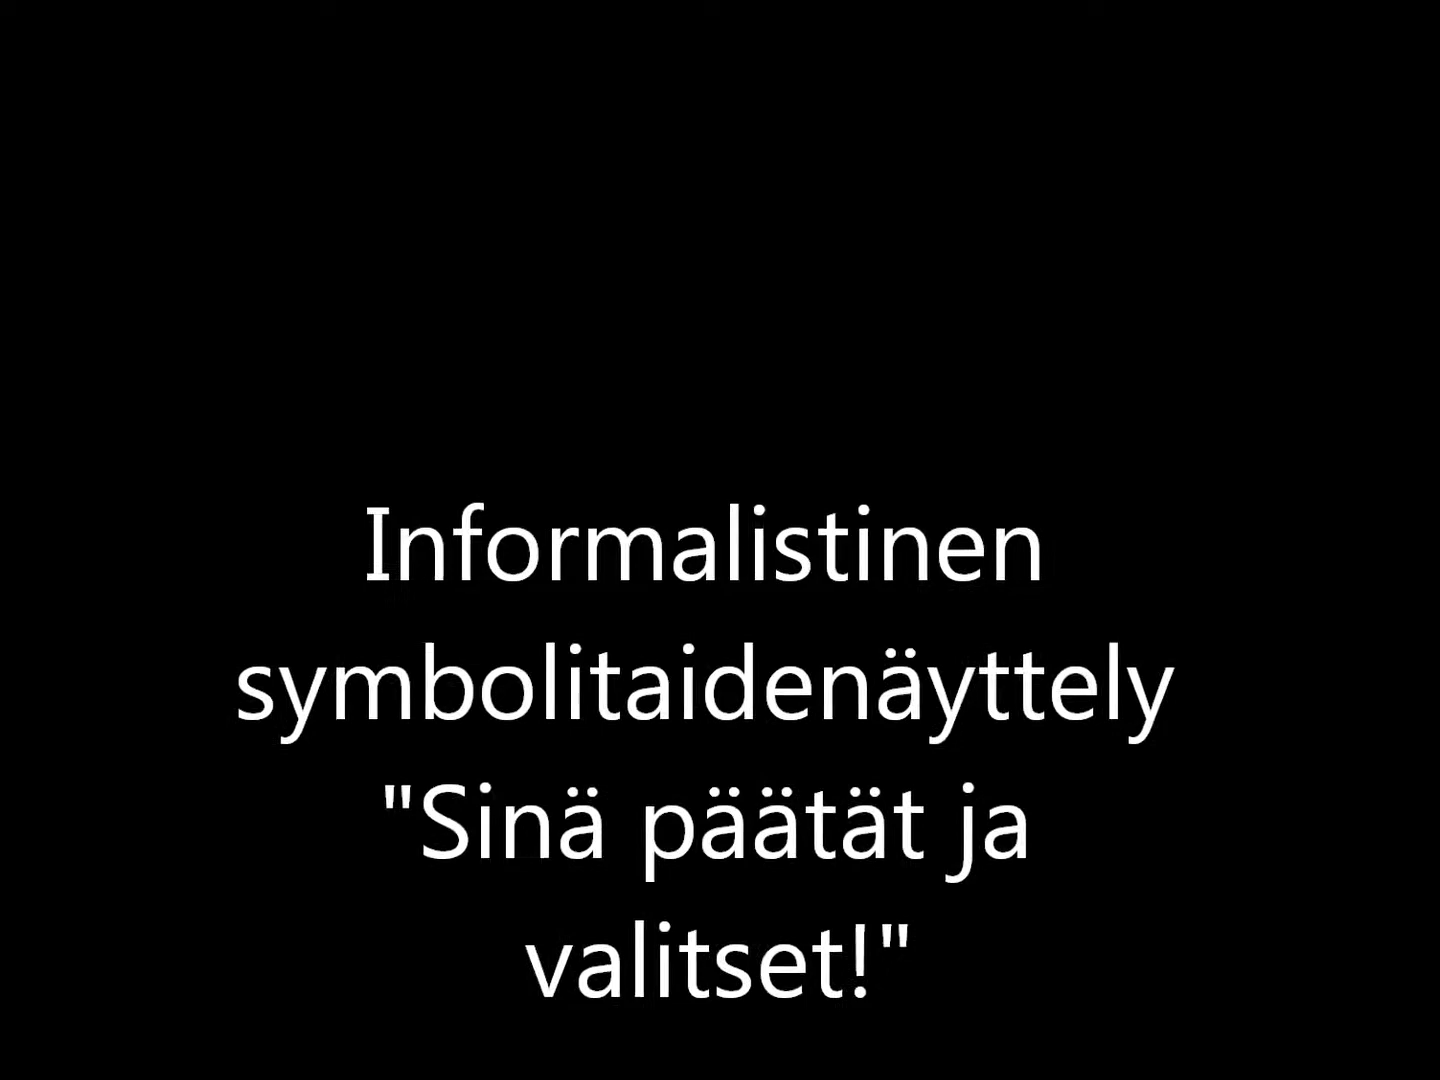 Informalistinen
symbolitaidenäyttely
"Sinä päätät ja
valitset!"